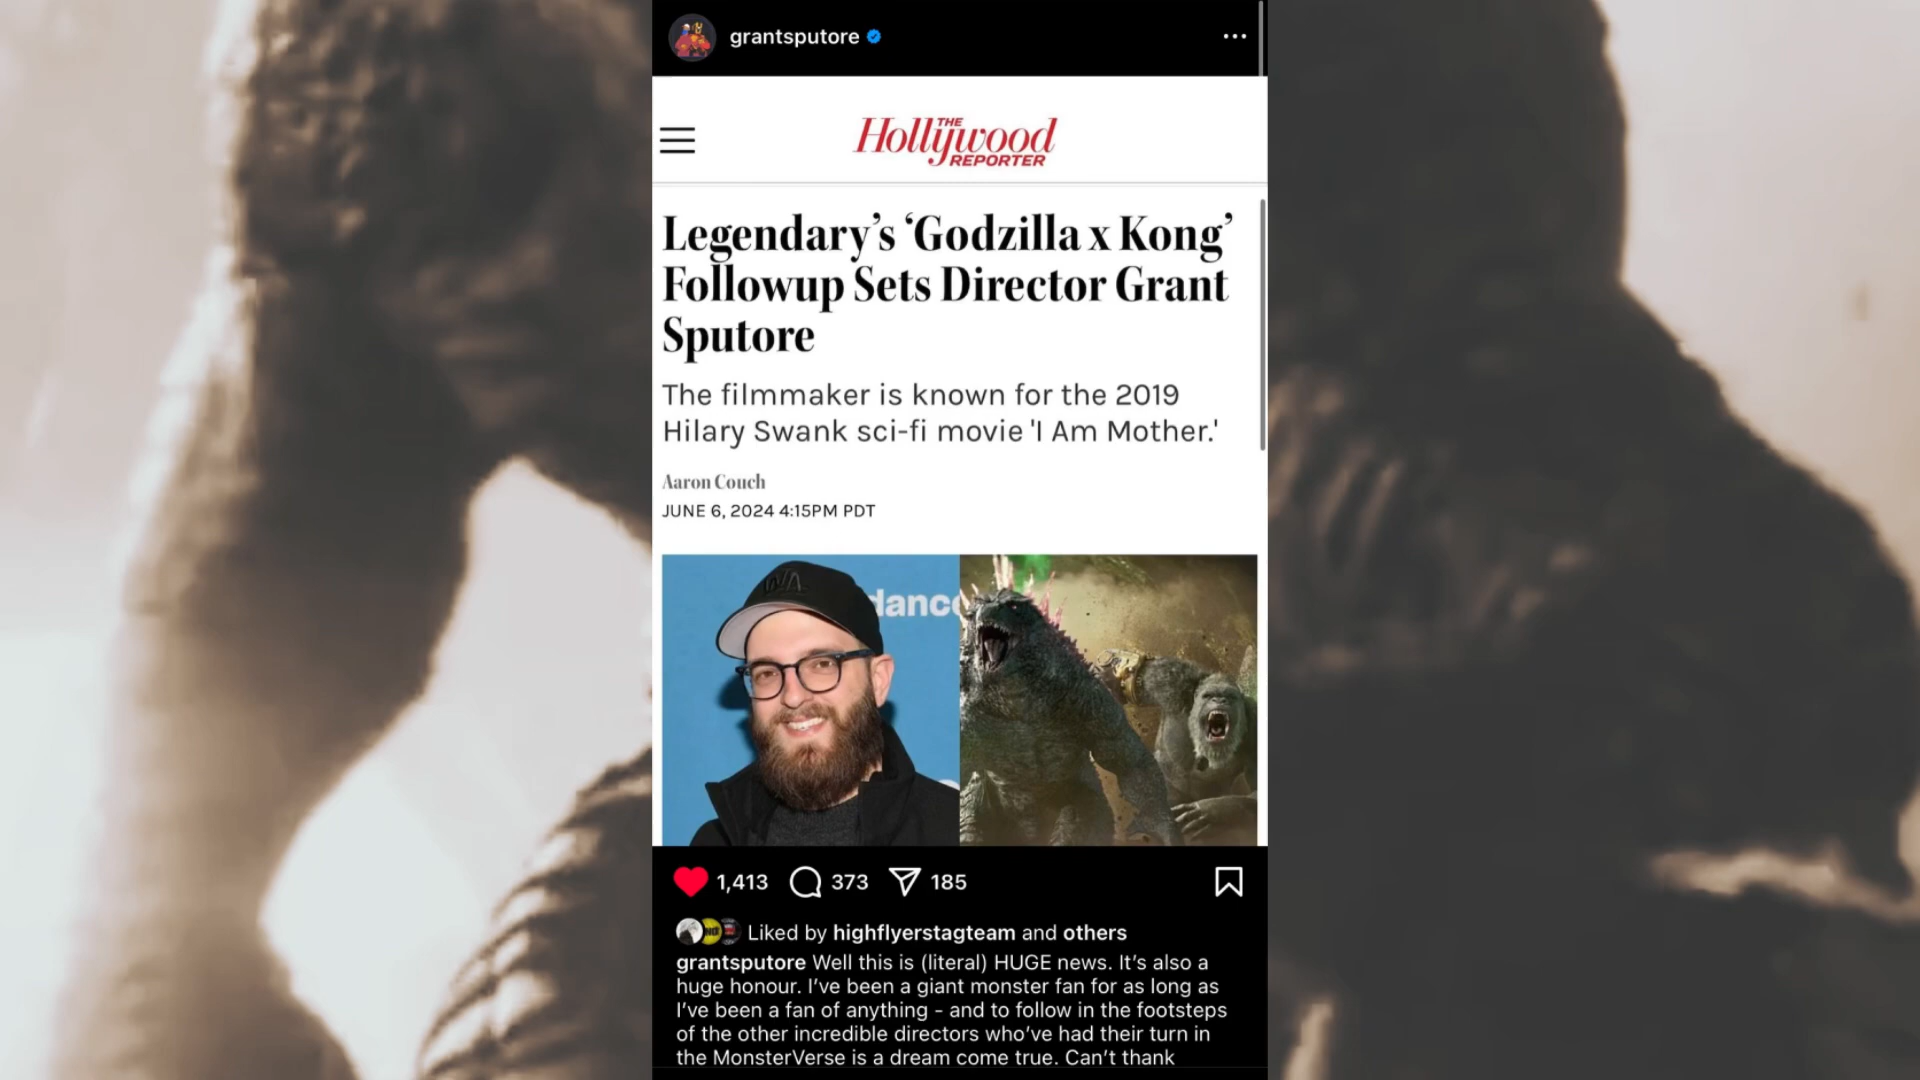 grantsputore
THE
Hollywood
REPORTER
Legendary’s ‘Godzilla x Kong’
Followup Sets Director Grant
Sputore
The filmmaker is known for the 2019
Hilary Swank sci-fi movie 'I Am Mother.'
Aaron Couch
JUNE 6, 2024 4:15PM PDT
dance
1,413 373 185
Liked by highflyerstagteam and others
grantsputore Well this is (literal) HUGE news. It’s also a
huge honour. I’ve been a giant monster fan for as long as
I’ve been a fan of anything - and to follow in the footsteps
of the other incredible directors who’ve had their turn in
the MonsterVerse is a dream come true. Can’t thank